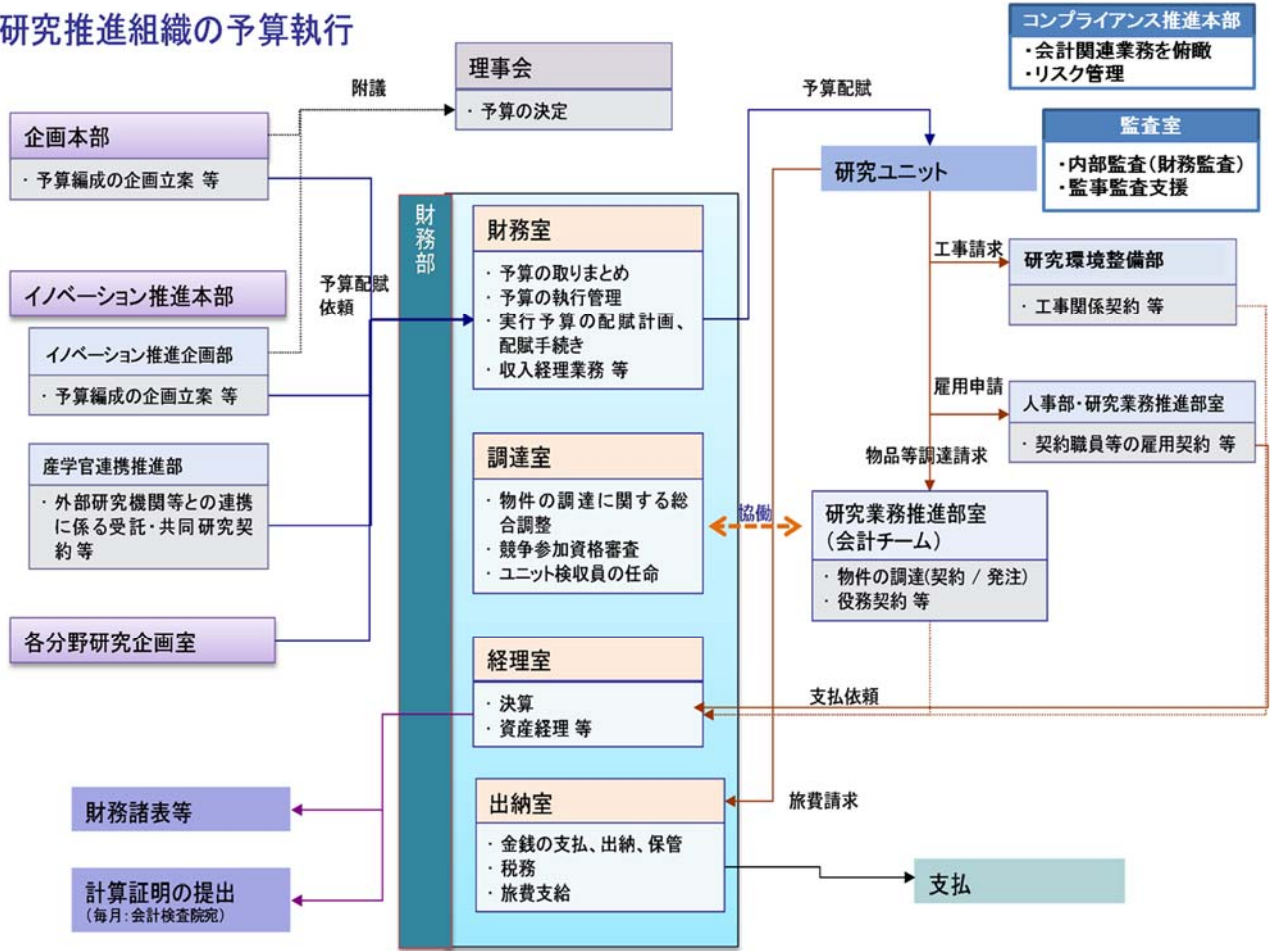 研究推進組織の予算執行
コンプライアンス推進本部
・会計関連業務を俯瞰
・リスク管理
監査室
・内部監査(財務監査)
・監事監査支援
理事会
・予算の決定
附議
予算配賦
企画本部
・予算編成の企画立案 等
イノベーション推進本部
イノベーション推進企画部
・予算編成の企画立案 等
産学官連携推進部
・外部研究機関等との連携
に係る受託・共同研究契
約 等
各分野研究企画室
予算配賦
依頼
財務部
財務室
・予算の取りまとめ
・予算の執行管理
・実行予算の配賦計画、
配賦手続き
・収入経理業務 等
調達室
・物件の調達に関する総
合調整
・競争参加資格審査
・ユニット検収員の任命
経理室
・決算
・資産経理 等
出納室
・金銭の支払、出納、保管
・税務
・旅費支給
研究ユニット
工事請求
研究環境整備部
・工事関係契約 等
雇用申請
人事部・研究業務推進部室
・契約職員等の雇用契約 等
物品等調達請求
協働
研究業務推進部室
(会計チーム)
・物件の調達(契約 / 発注)
・役務契約 等
支払依頼
旅費請求
支払
財務諸表等
計算証明の提出
(毎月:会計検査院宛)